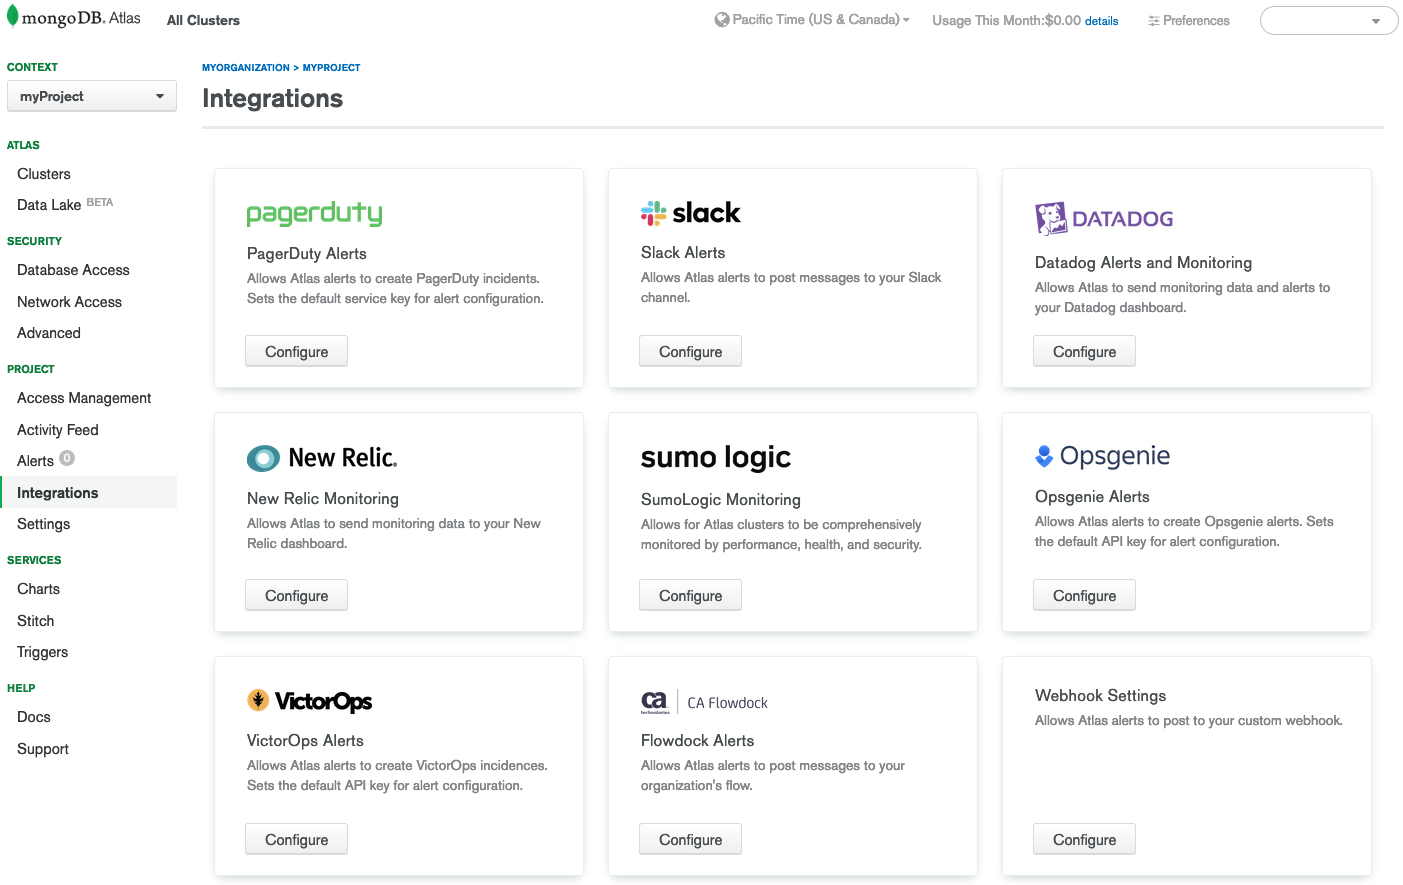 mongoDB. Atlas
All Clusters
Pacific Time (US & Canada)
Usage This Month:$0.00 details
Preferences
CONTEXT
myProject
ATLAS
Clusters
Data Lake BETA
SECURITY
Database Access
Network Access
Advanced
PROJECT
Access Management
Activity Feed
Alerts 0
Integrations
Settings
SERVICES
Charts
Stitch
Triggers
HELP
Docs
Support
MYORGANIZATION > MYPROJECT
Integrations
pagerduty
PagerDuty Alerts
Allows Atlas alerts to create PagerDuty incidents.
Sets the default service key for alert configuration.
Configure
slack
Slack Alerts
Allows Atlas alerts to post messages to your Slack
channel.
Configure
DATADOG
Datadog Alerts and Monitoring
Allows Atlas to send monitoring data and alerts to
your Datadog dashboard.
Configure
New Relic.
New Relic Monitoring
Allows Atlas to send monitoring data to your New
Relic dashboard.
Configure
sumo logic
SumoLogic Monitoring
Allows for Atlas clusters to be comprehensively
monitored by performance, health, and security.
Configure
Opsgenie
Opsgenie Alerts
Allows Atlas alerts to create Opsgenie alerts. Sets
the default API key for alert configuration.
Configure
VictorOps
VictorOps Alerts
Allows Atlas alerts to create VictorOps incidences.
Sets the default API key for alert configuration.
Configure
ca
CA Flowdock
Flowdock Alerts
Allows Atlas alerts to post messages to your
organization's flow.
Configure
Webhook Settings
Allows Atlas alerts to post to your custom webhook.
Configure